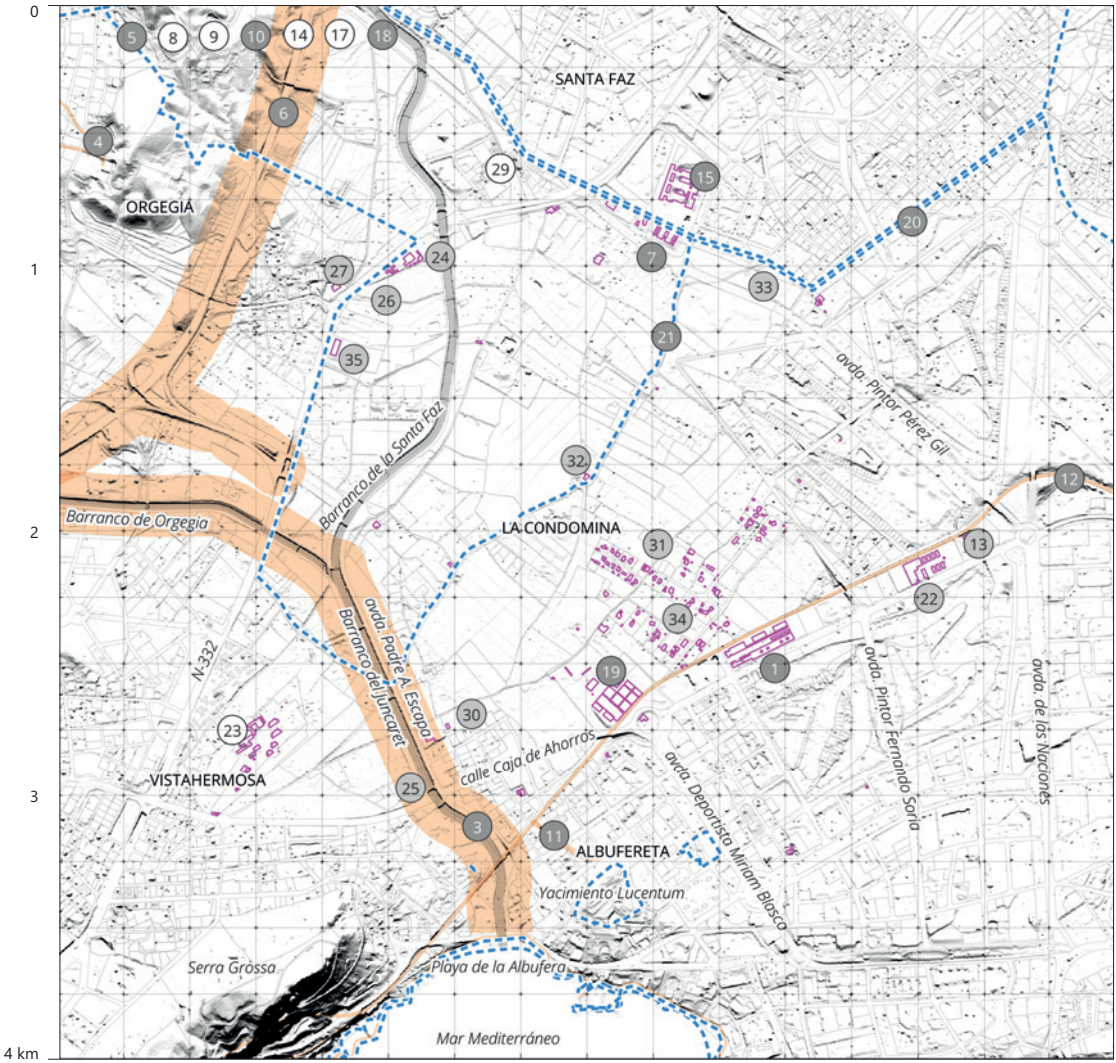 0
5
8
9
10
14
17
18
SANTA FAZ
6
4
29
15
ORGEGIA
20
7
24
27
1
26
33
21
35
avda. Pintor Pérez Gil
Barranco de la Santa Faz
32
12
Barranco de Orgegia
2
LA CONDOMINA
31
13
22
34
avda. Padre A. Escapa
Barranco del Juncaret
N-332
1
19
avda. Pintor Fernando Soria
avda. de las Naciones
30
23
calle Caja de Ahorros
VISTAHERMOSA
avda. Deportista Miriam Blasco
25
3
3
11
ALBUFERETA
Yacimiento Lucentum
Serra Grossa
Playa de la Albufera
Mar Mediterráneo
4 km